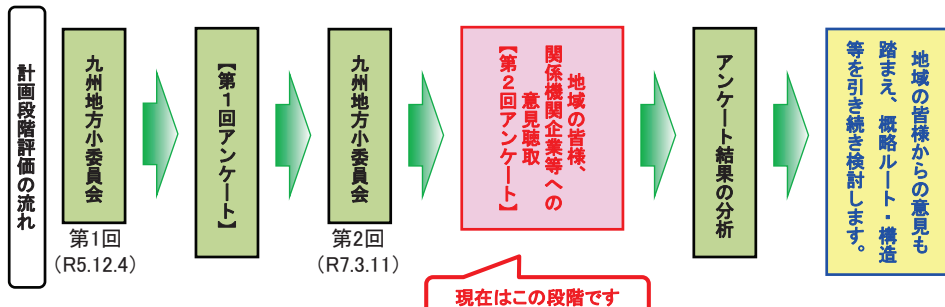 計画段階評価の流れ
九州地方小委員会
第1回
(R5.12.4)
【第1回アンケート】
九州地方小委員会
第2回
(R7.3.11)
地域の皆様、
関係機関企業等への
意見聴取
【第2回アンケート】
現在はこの段階です
アンケート結果の分析
地域の皆様からの意見も
踏まえ、概略ルート・構造
等を引き続き検討します。